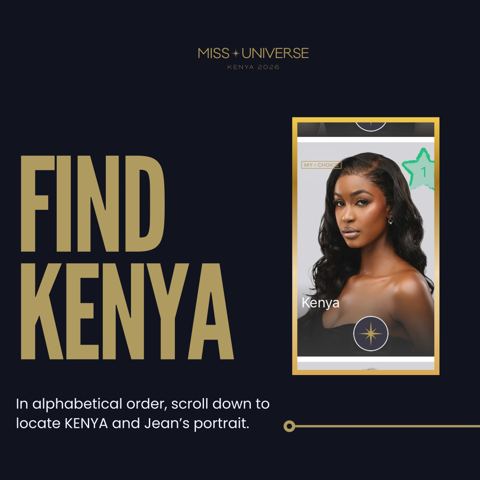 MISS UNIVERSE
KENYA 2026
MY CHOICE
1
FIND
KENYA
Kenya
In alphabetical order, scroll down to
locate KENYA and Jean's portrait.